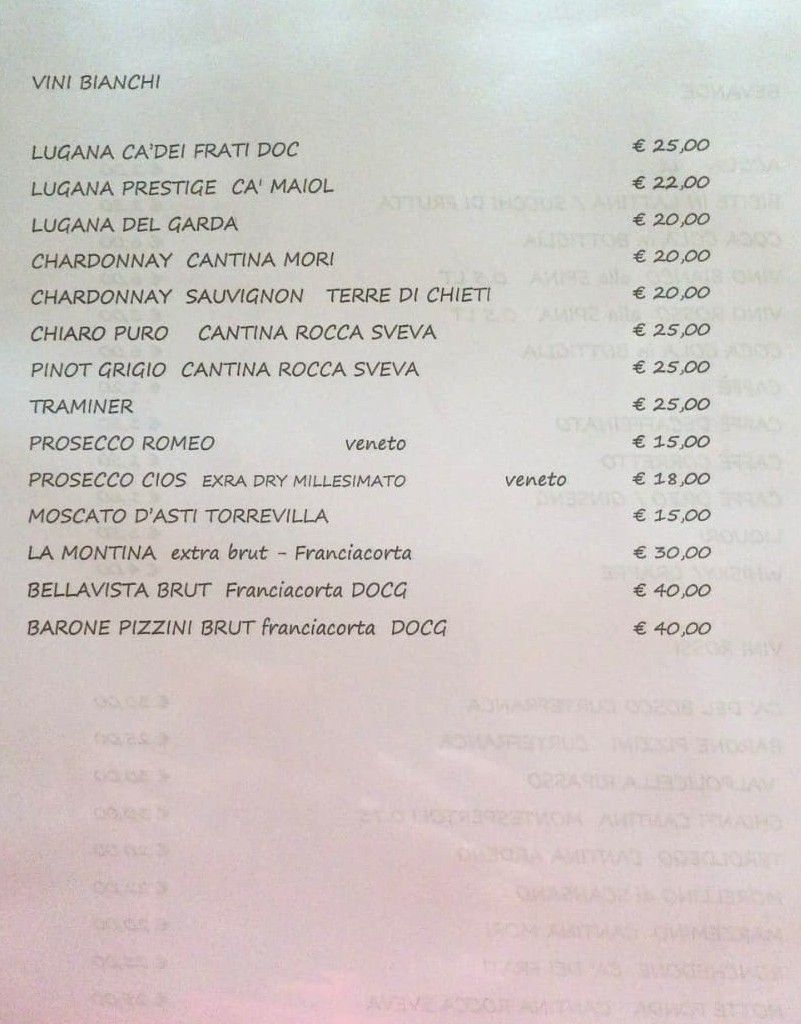 VINI BIANCHI
LUGANA CA'DEI FRATI DOC € 25,00
LUGANA PRESTIGE CA' MAIOL € 22,00
LUGANA DEL GARDA € 20,00
CHARDONNAY CANTINA MORI € 20,00
CHARDONNAY SAUVIGNON TERRE DI CHIETI € 20,00
CHIARO PURO CANTINA ROCCA SVEVA € 25,00
PINOT GRIGIO CANTINA ROCCA SVEVA € 25,00
TRAMINER € 25,00
PROSECCO ROMEO veneto € 15,00
PROSECCO CIOS EXRA DRY MILLESIMATO veneto € 18,00
MOSCATO D'ASTI TORREVILLA € 15,00
LA MONTINA extra brut - Franciacorta € 30,00
BELLAVISTA BRUT Franciacorta DOCG € 40,00
BARONE PIZZINI BRUT franciacorta DOCG € 40,00